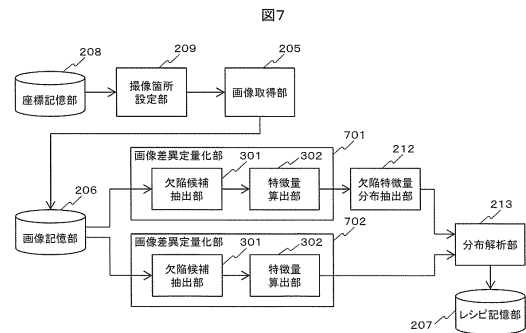 図7
208
209
205
座標記憶部
撮像箇所
設定部
画像取得部
701
画像差異定量化部
301
302
212
欠陥候補
抽出部
特徴量
算出部
欠陥特徴量
分布抽出部
206
画像記憶部
213
分布解析部
702
画像差異定量化部
301
302
欠陥候補
抽出部
特徴量
算出部
207
レシピ記憶部